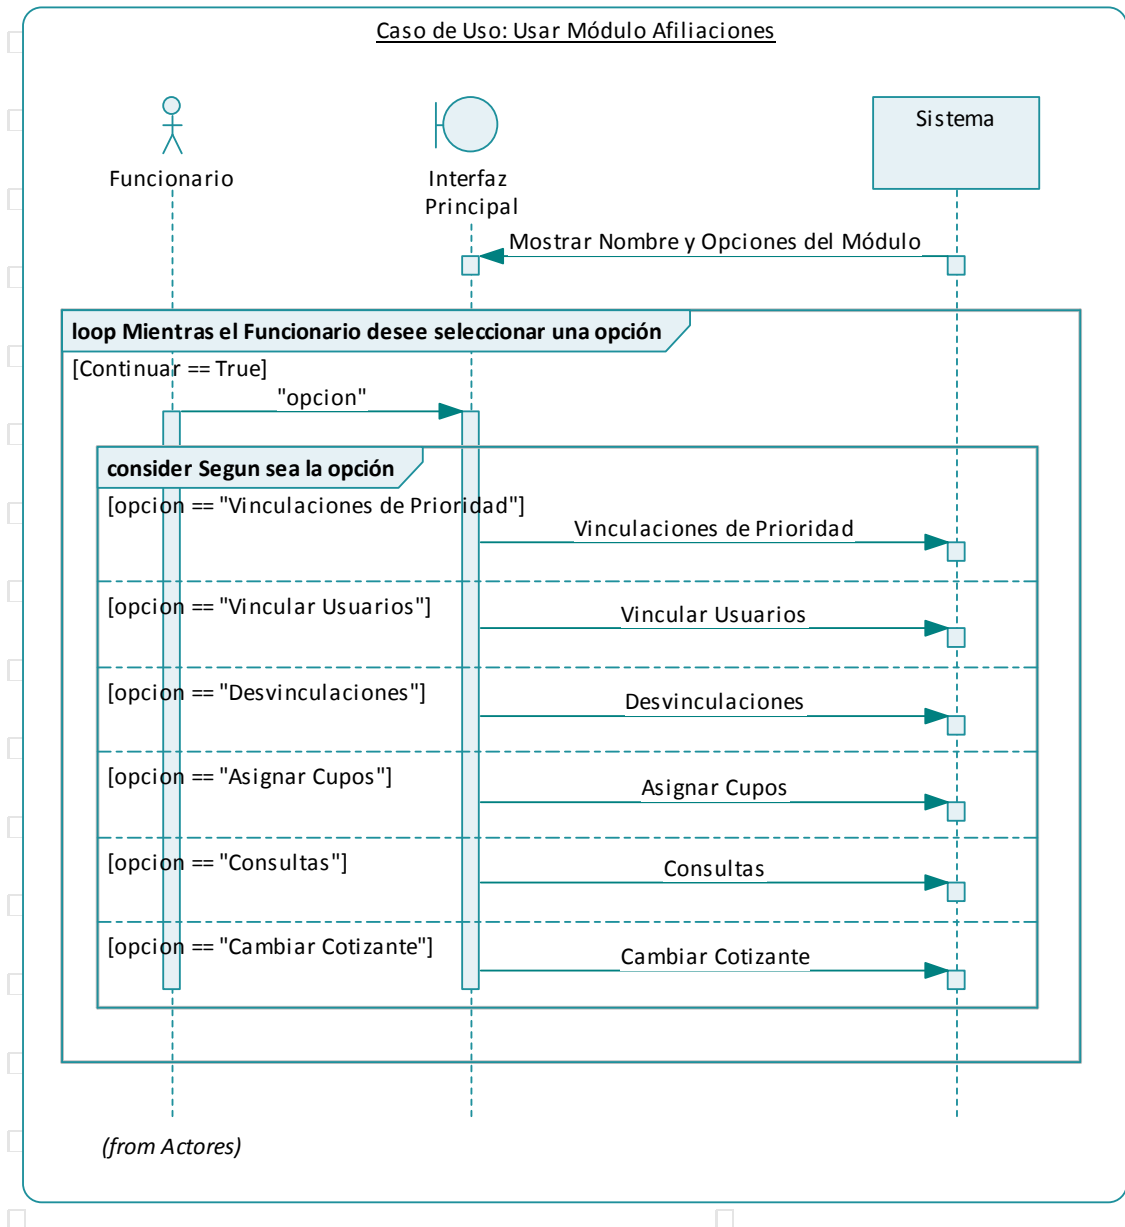 Caso de Uso: Usar Módulo Afiliaciones
Funcionario
Interfaz
Principal
Sistema
Mostrar Nombre y Opciones del Módulo
loop Mientras el Funcionario desee seleccionar una opción
[Continuar == True]
"opcion"
consider Segun sea la opción
[opcion == "Vinculaciones de Prioridad"]
Vinculaciones de Prioridad
[opcion == "Vincular Usuarios"]
Vincular Usuarios
[opcion == "Desvinculaciones"]
Desvinculaciones
[opcion == "Asignar Cupos"]
Asignar Cupos
[opcion == "Consultas"]
Consultas
[opcion == "Cambiar Cotizante"]
Cambiar Cotizante
(from Actores)